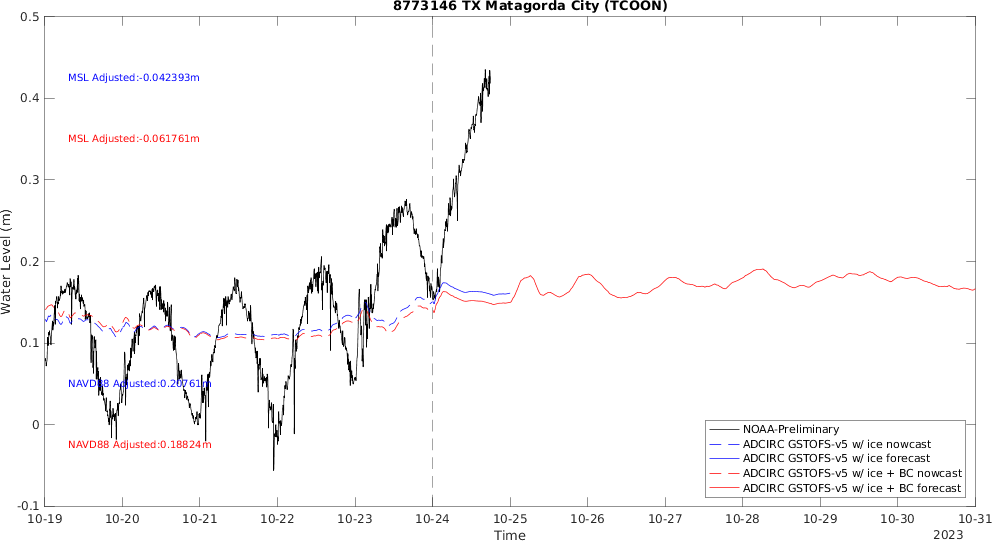 8773146 TX Matagorda City (TCOON)
0.5
0.4
0.3
0.2
0.1
0
-0.1
Water Level (m)
MSL Adjusted:-0.042393m
MSL Adjusted:-0.061761m
NAVD88 Adjusted:0.20761m
NAVD88 Adjusted:0.18824m
NOAA-Preliminary
ADCIRC GSTOFS-v5 w/ ice nowcast
ADCIRC GSTOFS-v5 w/ ice forecast
ADCIRC GSTOFS-v5 w/ ice + BC nowcast
ADCIRC GSTOFS-v5 w/ ice + BC forecast
10-19 10-20 10-21 10-22 10-23 10-24 10-25 10-26 10-27 10-28 10-29 10-30 10-31
Time
2023